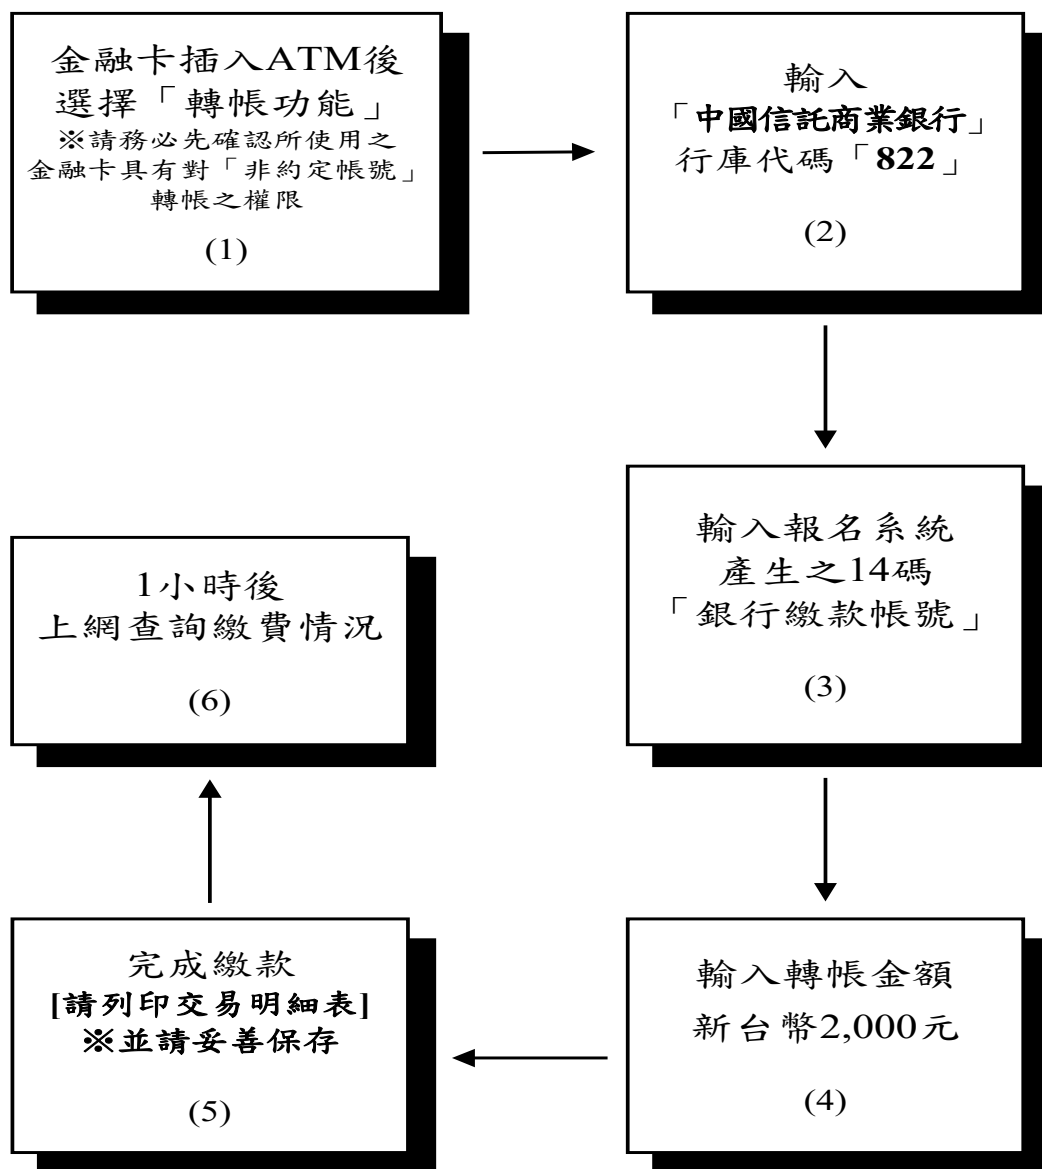 金融卡插入ATM後
選擇「轉帳功能」
※請務必先確認所使用之
金融卡具有對「非約定帳號」
轉帳之權限
(1)
輸入
「中國信託商業銀行」
行庫代碼「822」
(2)
輸入報名系統
產生之14碼
「銀行繳款帳號」
(3)
輸入轉帳金額
新台幣2,000元
(4)
完成繳款
[請列印交易明細表]
※並請妥善保存
(5)
1小時後
上網查詢繳費情況
(6)